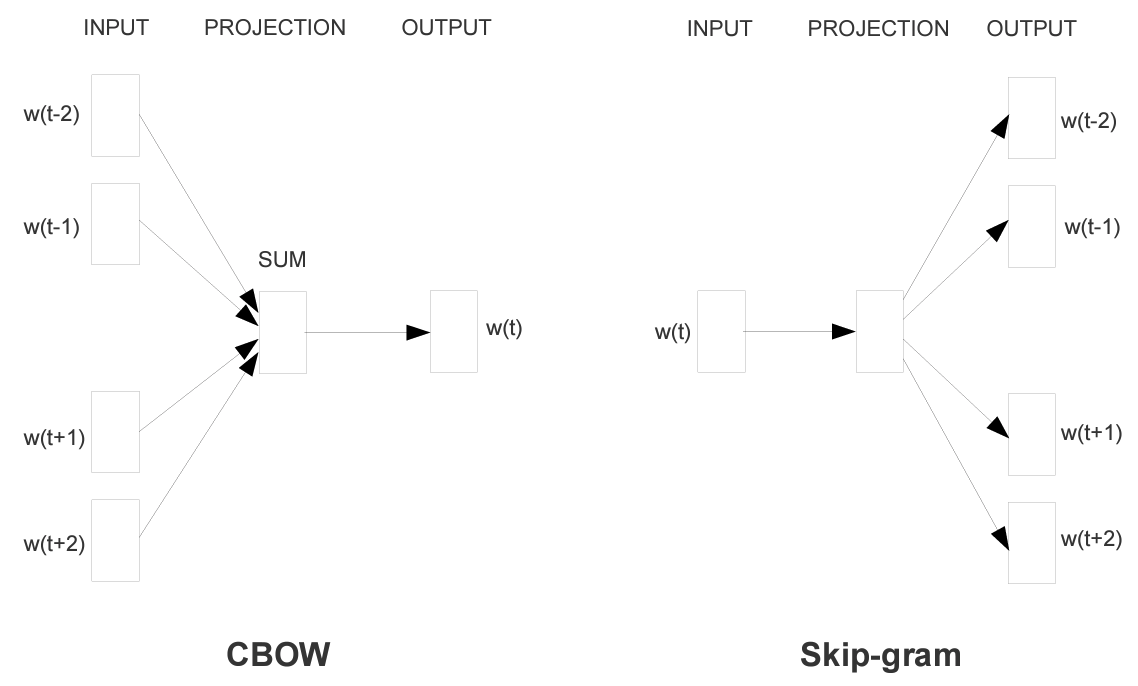 INPUT PROJECTION OUTPUT
w(t-2)
w(t-1)
SUM
w(t)
w(t+1)
w(t+2)
CBOW
INPUT PROJECTION OUTPUT
w(t-2)
w(t-1)
w(t)
w(t+1)
w(t+2)
Skip-gram